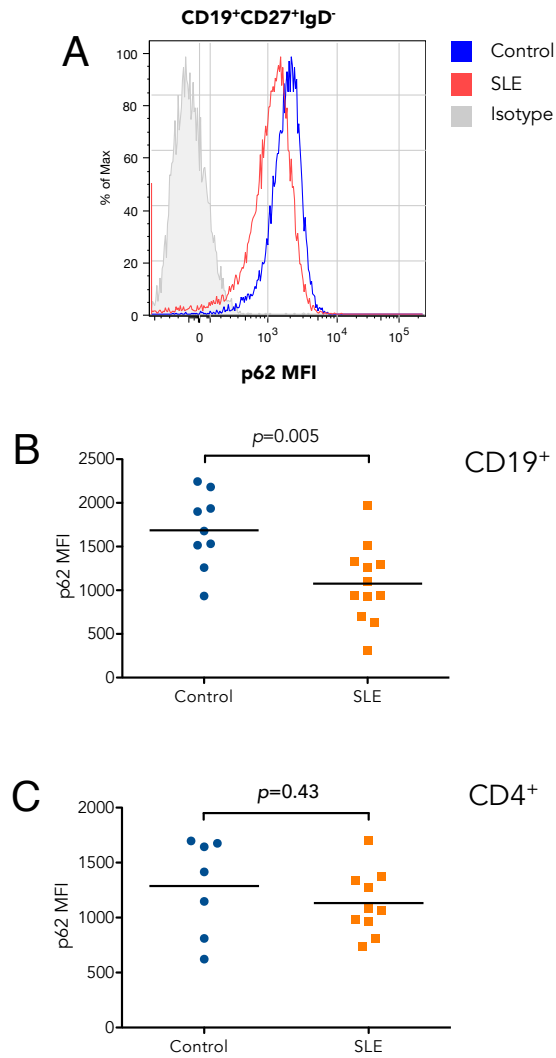 CD19⁺CD27⁺IgD⁻
A
Control
SLE
Isotype
100
80
60
40
20
0
% of Max
0 10³ 10⁴ 10⁵
p62 MFI
B
p=0.005
CD19⁺
2500
2000
1500
1000
500
0
p62 MFI
Control SLE
C
p=0.43
CD4⁺
2000
1500
1000
500
0
p62 MFI
Control SLE